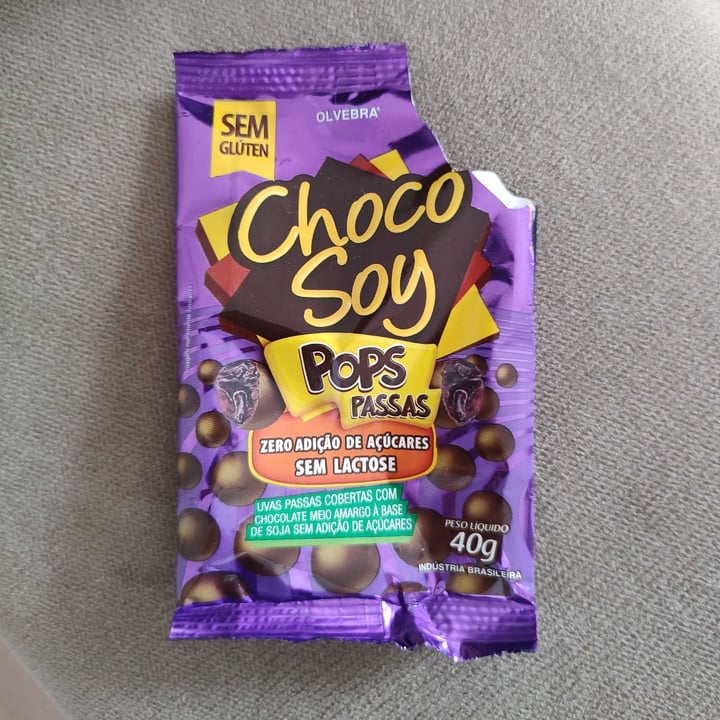 SEM
GLÚTEN
OLVEBRA®
Choco
Soy
POPS
PASSAS
ZERO ADIÇÃO DE AÇÚCARES
SEM LACTOSE
UVAS PASSAS COBERTAS COM
CHOCOLATE MEIO AMARGO À BASE
DE SOJA SEM ADIÇÃO DE AÇÚCARES
PESO LÍQUIDO
40g
INDÚSTRIA BRASILEIRA